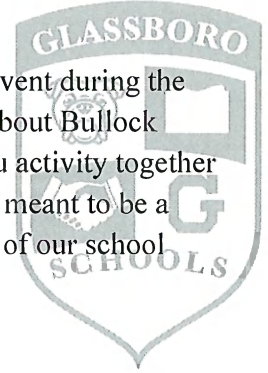 GLASSBORO
vent during the
bout Bullock
u activity together
meant to be a
G
of our school
SCHOOLS